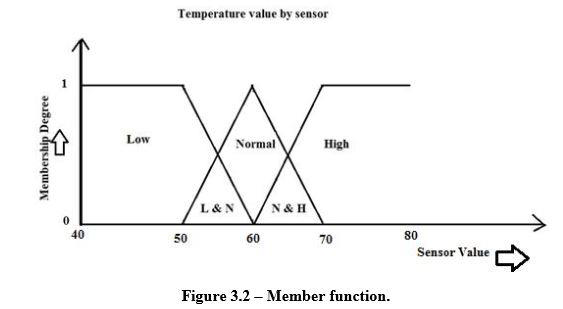 Temperature value by sensor
Membership Degree
1
Low
Normal
High
L & N
N & H
0
40
50
60
70
80
Sensor Value
Figure 3.2 – Member function.